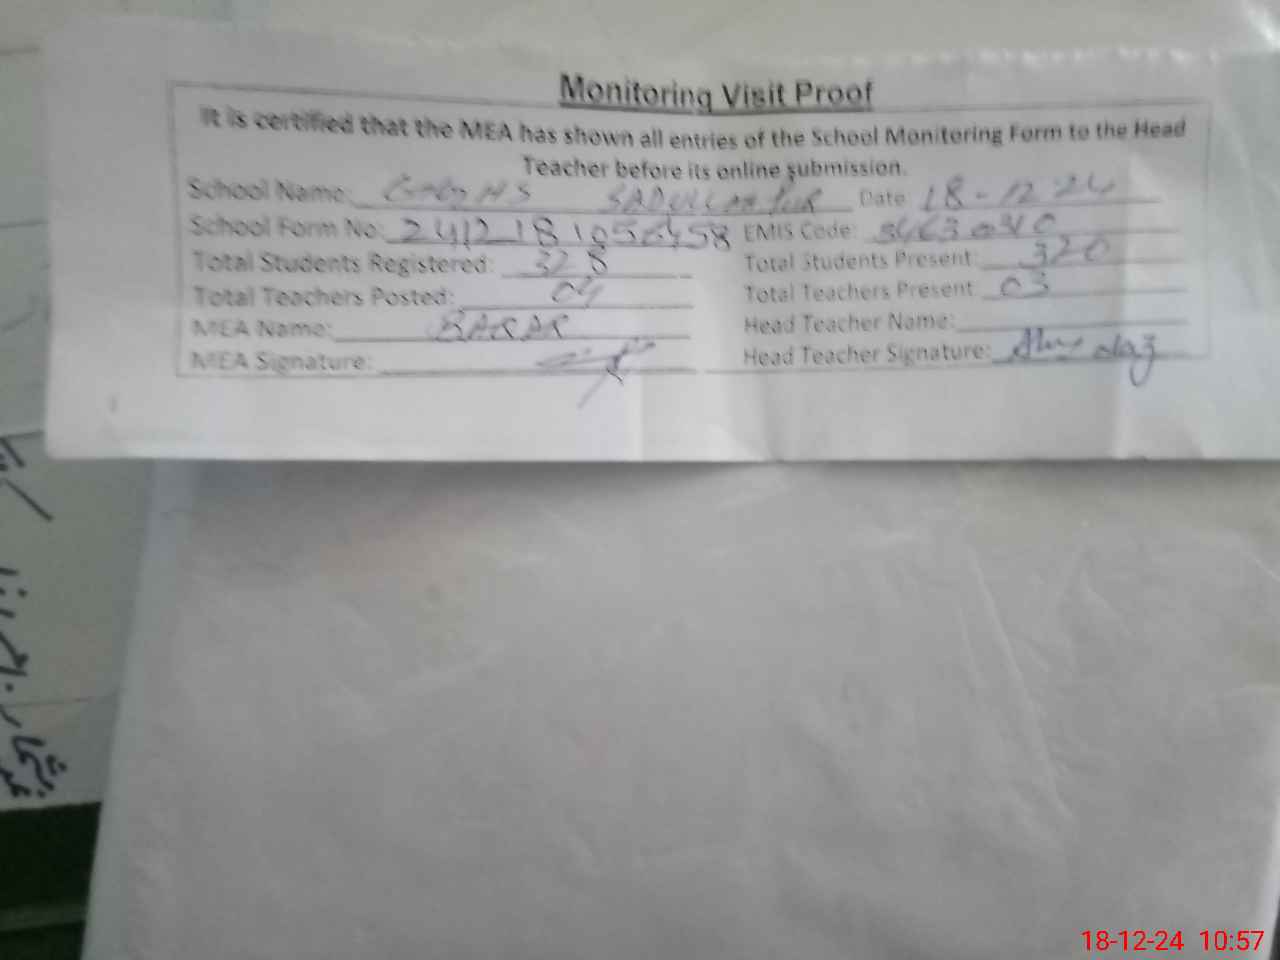 Monitoring Visit Proof
It is certified that the MEA has shown all entries of the School Monitoring Form to the Head
Teacher before its online submission.
School Name: HS SADULLAHPUR Date 18-12-24
School Form No: EMIS Code:
Total Students Registered: 328 Total Students Present: 320
Total Teachers Posted: 04 Total Teachers Present 03
MEA Name: BABAR Head Teacher Name:
MEA Signature: Head Teacher Signature:
18-12-24 10:57